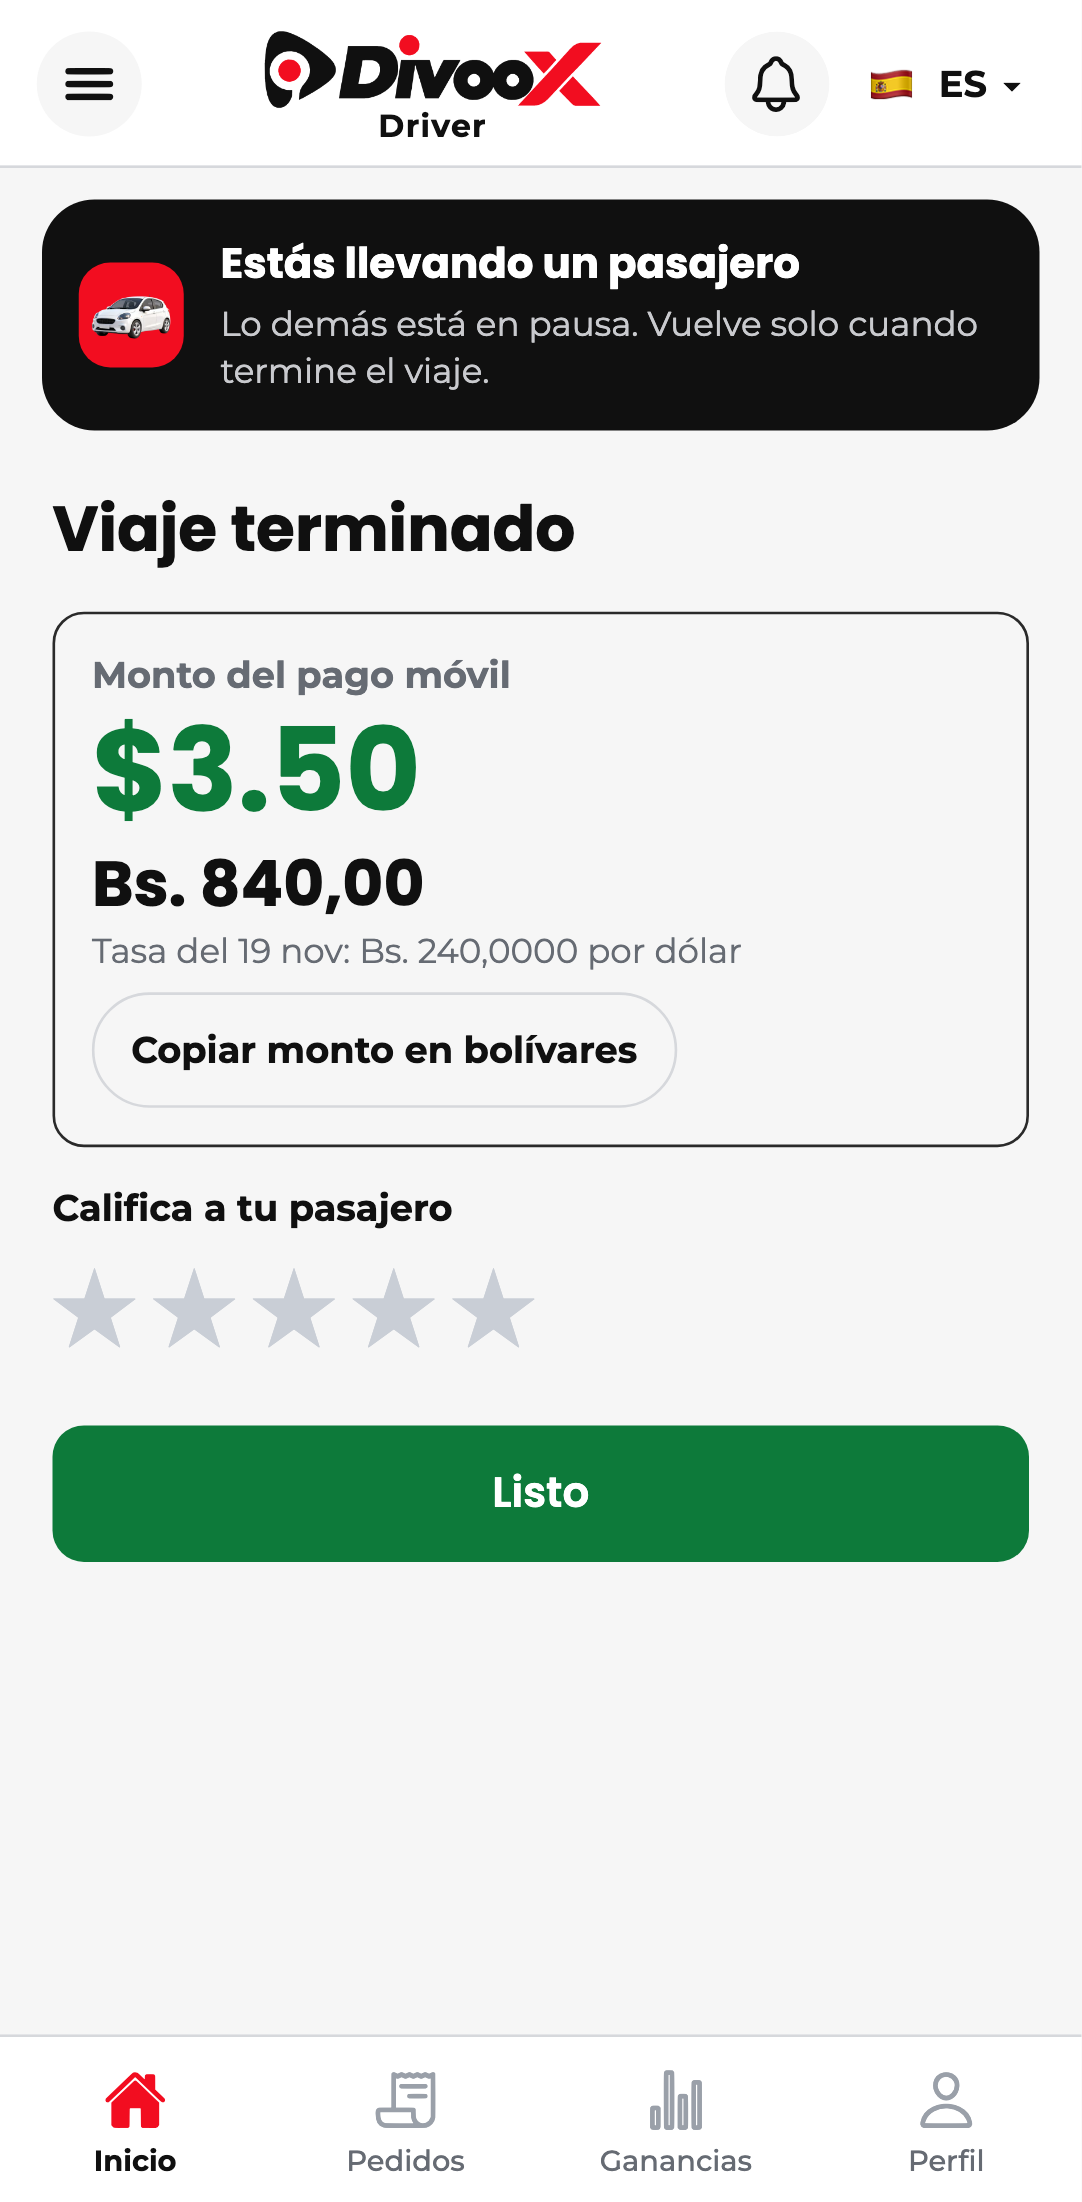 DivooX
Driver
ES
Estás llevando un pasajero
Lo demás está en pausa. Vuelve solo cuando
termine el viaje.
Viaje terminado
Monto del pago móvil
$3.50
Bs. 840,00
Tasa del 19 nov: Bs. 240,0000 por dólar
Copiar monto en bolívares
Califica a tu pasajero
Listo
Inicio
Pedidos
Ganancias
Perfil